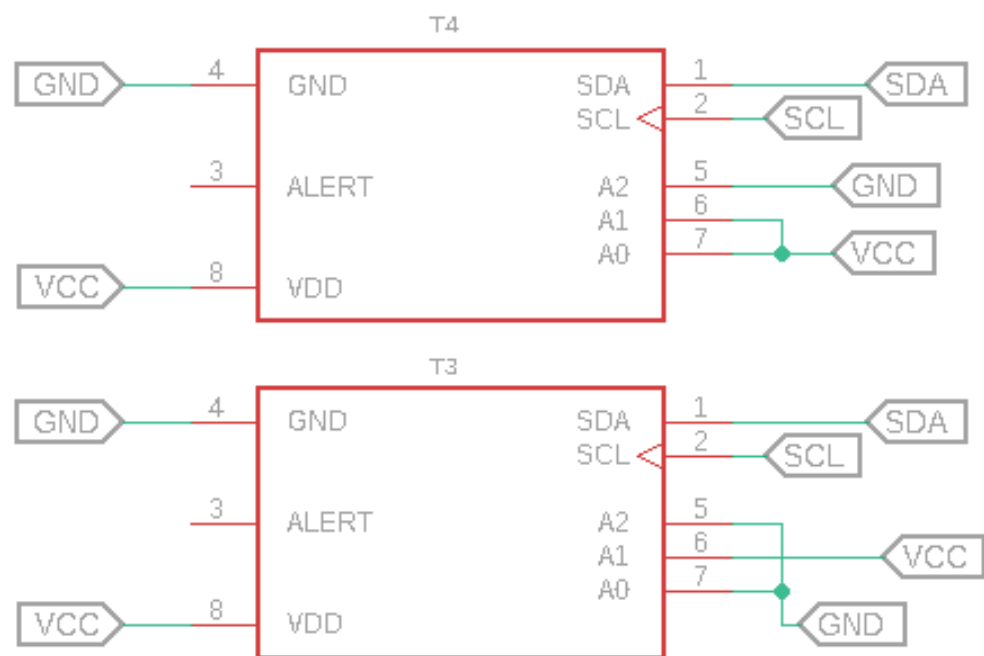 T4
GND 4 GND SDA 1 SDA
SCL 2 SCL
3 ALERT A2 5 GND
A1 6
A0 7 VCC
VCC 8 VDD
T3
GND 4 GND SDA 1 SDA
SCL 2 SCL
3 ALERT A2 5
A1 6 VCC
A0 7
VCC 8 VDD GND